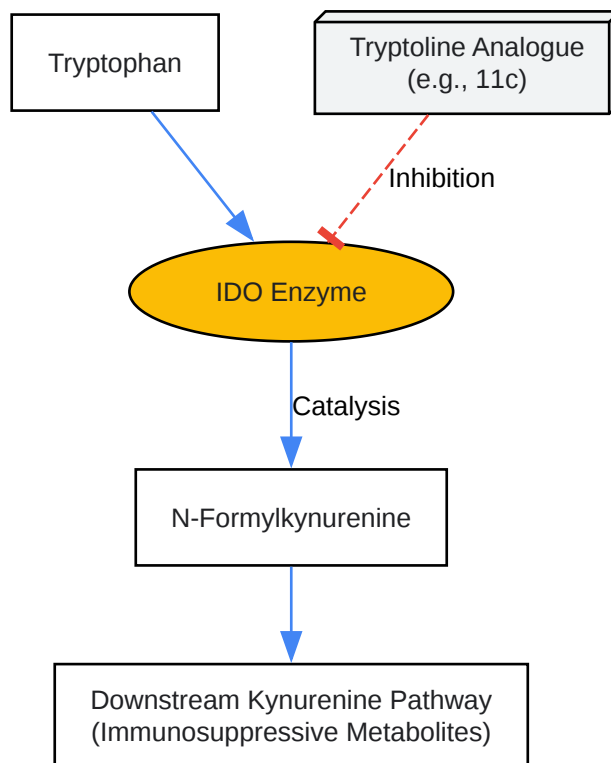 Tryptophan
Tryptoline Analogue
(e.g., 11c)
Inhibition
IDO Enzyme
Catalysis
N-Formylkynurenine
Downstream Kynurenine Pathway
(Immunosuppressive Metabolites)